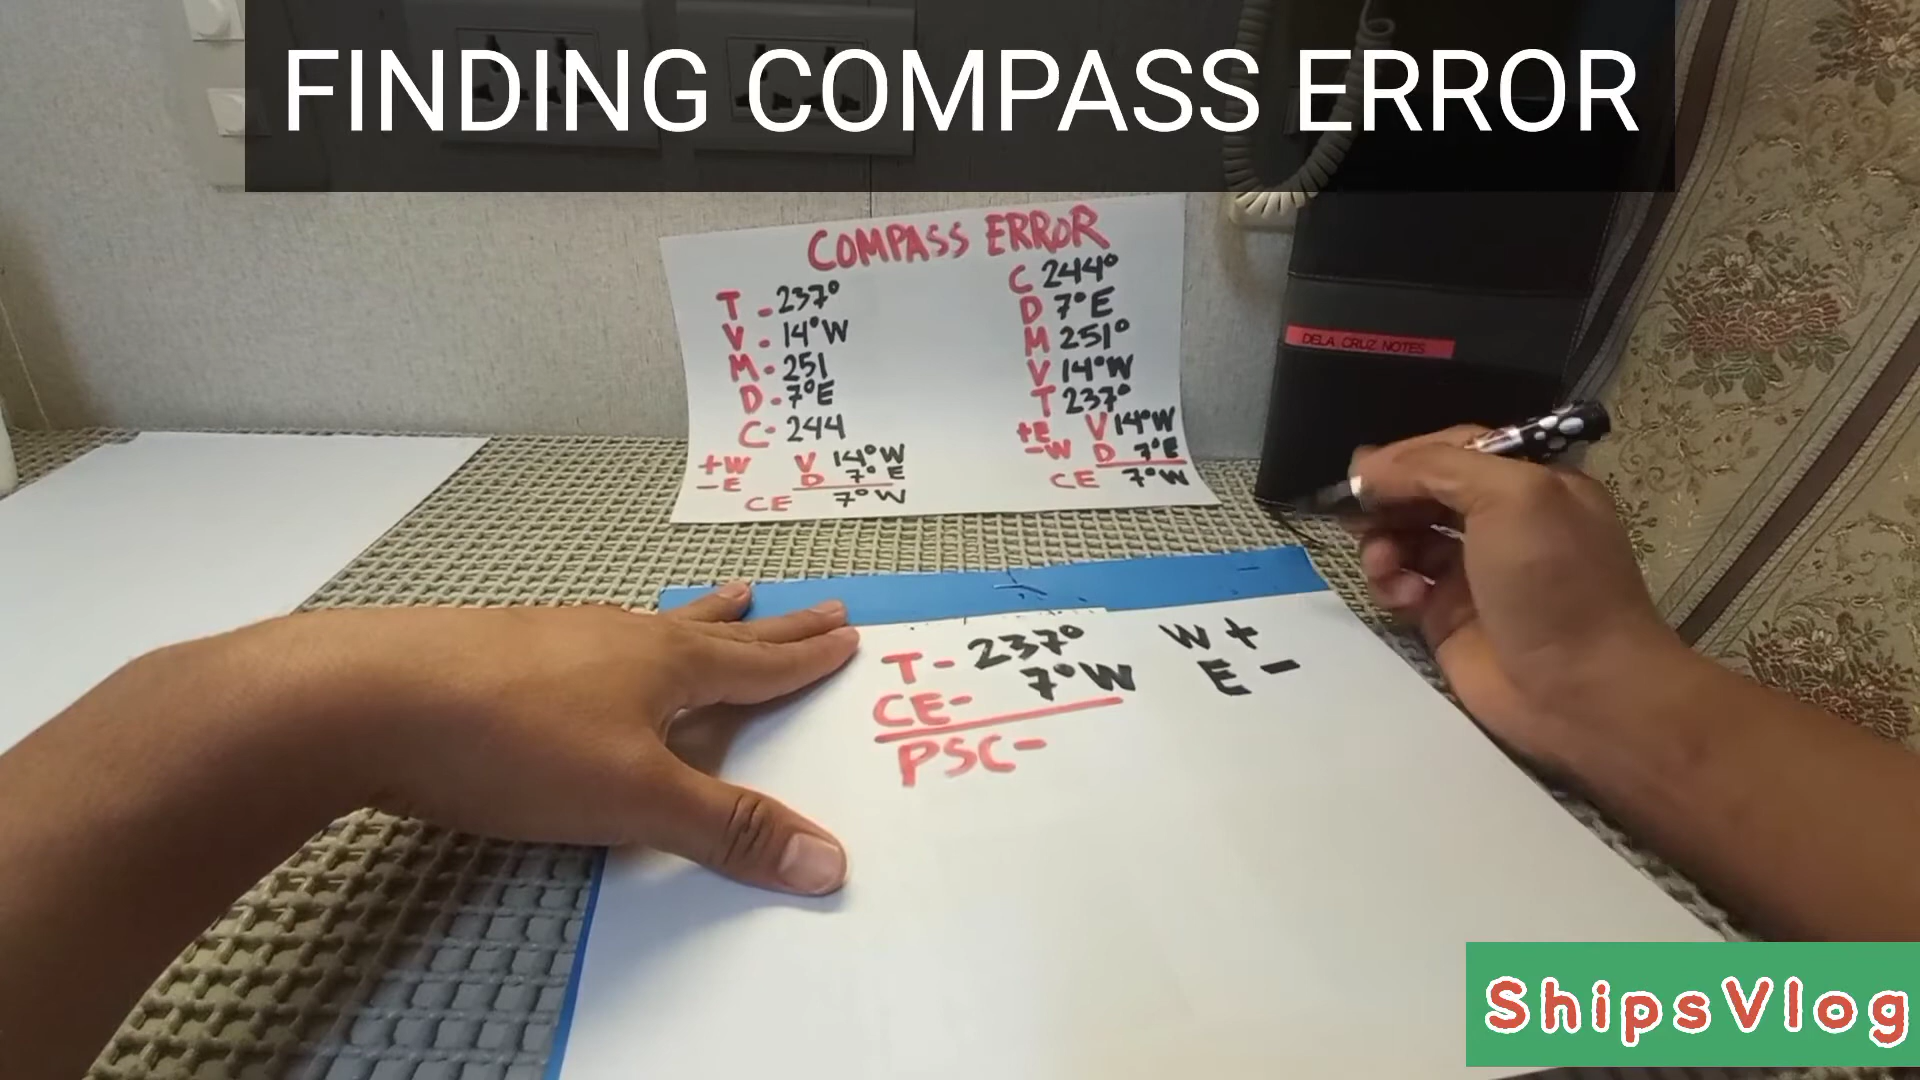 FINDING COMPASS ERROR
COMPASS ERROR
T - 237°
V - 14°W
M - 251
D - 7°E
C - 244
+W V 14°W
-E D 7°E
CE 7°W
C 244°
D 7°E
M 251°
V 14°W
T 237°
+E V 14°W
-W D 7°E
CE 7°W
DELA CRUZ NOTES
T - 237° W +
CE - 7°W E -
PSC -
ShipsVlog